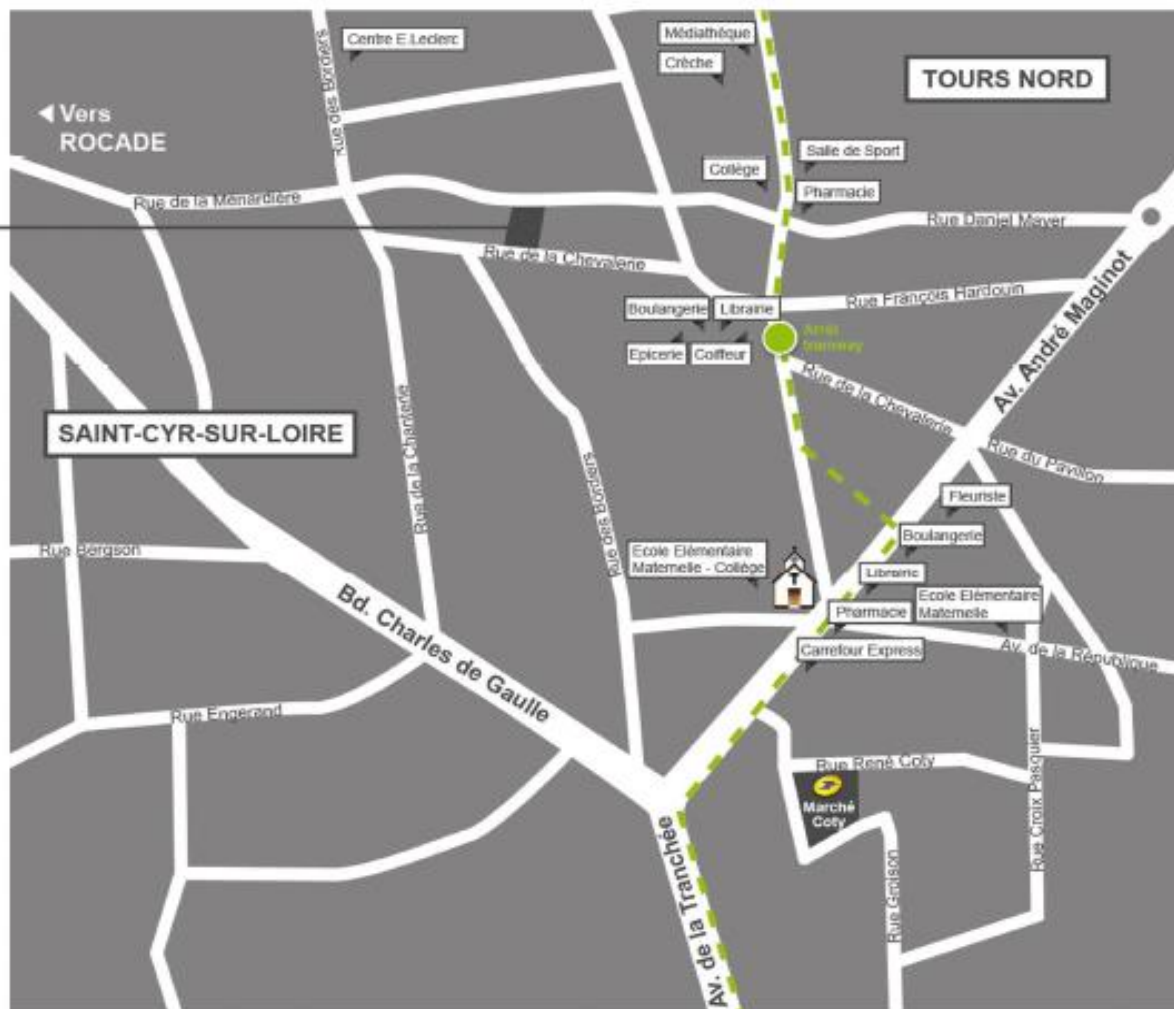 Médiathèque
Centre E.Leclerc
Crèche
TOURS NORD
Vers
ROCADE
Rue des Bordiers
Salle de Sport
Collège
Pharmacie
Rue de la Ménardière
Rue Daniel Mayer
Rue de la Chevalerie
Rue François Hardouin
Av. André Maginot
Boulangerie
Librairie
Arrêt
tramway
Epicerie
Coiffeur
Rue de la Chevalerie
SAINT-CYR-SUR-LOIRE
Rue de la Chanterie
Rue des Bordiers
Rue du Pavillon
Fleuriste
Boulangerie
Rue Bergson
Ecole Elémentaire
Maternelle - Collège
Librairie
Pharmacie
Ecole Elémentaire
Maternelle
Bd. Charles de Gaulle
Carrefour Express
Av. de la République
Rue Engerand
Rue René Coty
Marché
Coty
Rue Croix Pasquier
Av. de la Tranchée
Rue Groison